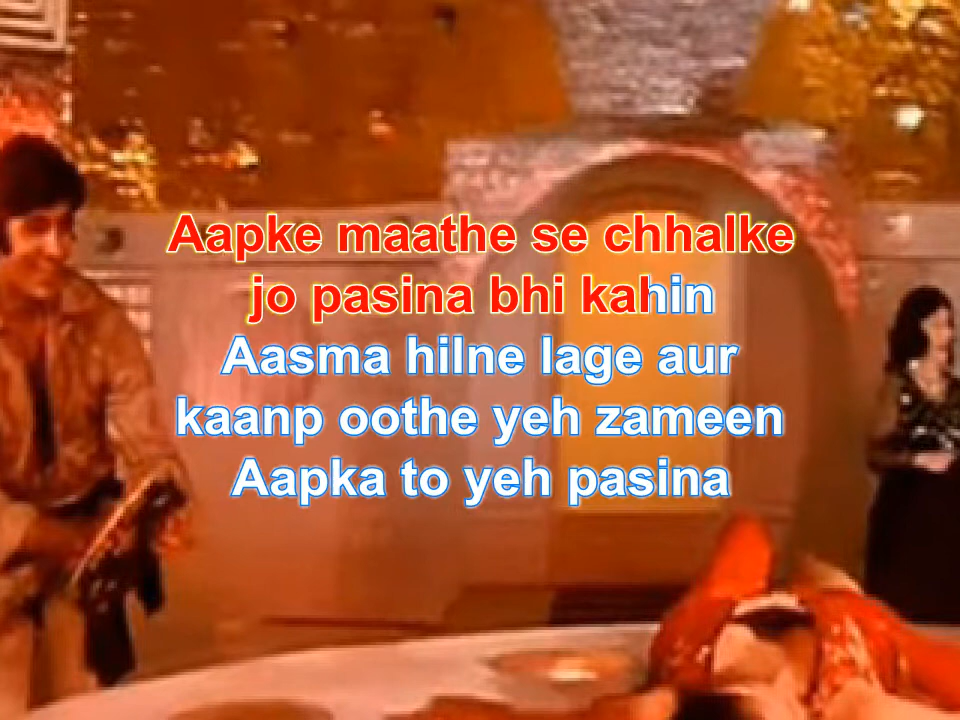 Aapke maathe se chhalke
jo pasina bhi kahin
Aasma hilne lage aur
kaanp oothe yeh zameen
Aapka to yeh pasina